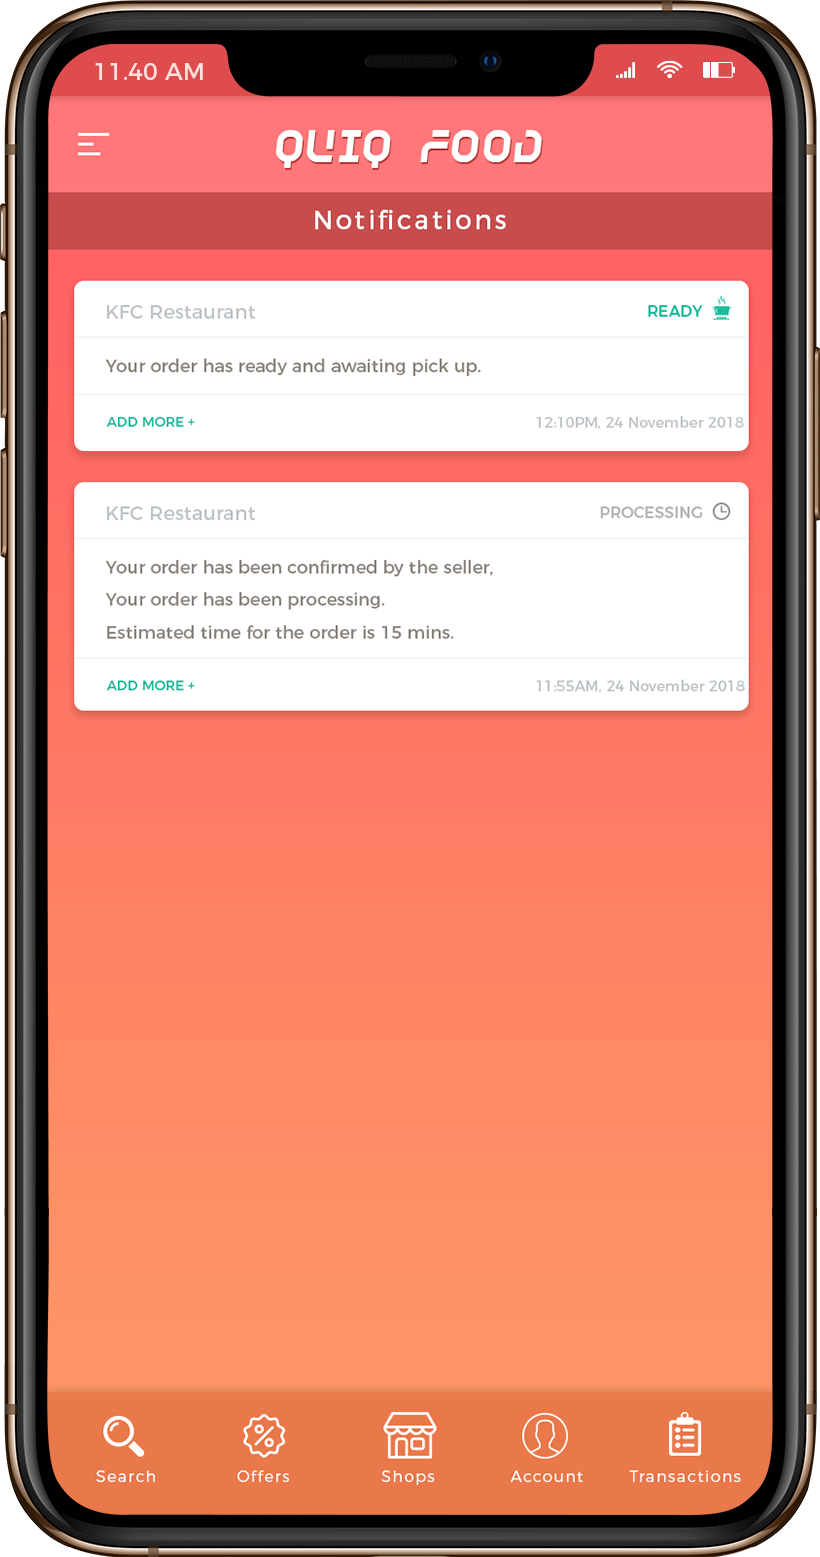 11.40 AM
QUIQ FOOD
Notifications
KFC Restaurant READY
Your order has ready and awaiting pick up.
ADD MORE + 12:10PM, 24 November 2018
KFC Restaurant PROCESSING
Your order has been confirmed by the seller,
Your order has been processing.
Estimated time for the order is 15 mins.
ADD MORE + 11:55AM, 24 November 2018
Search Offers Shops Account Transactions